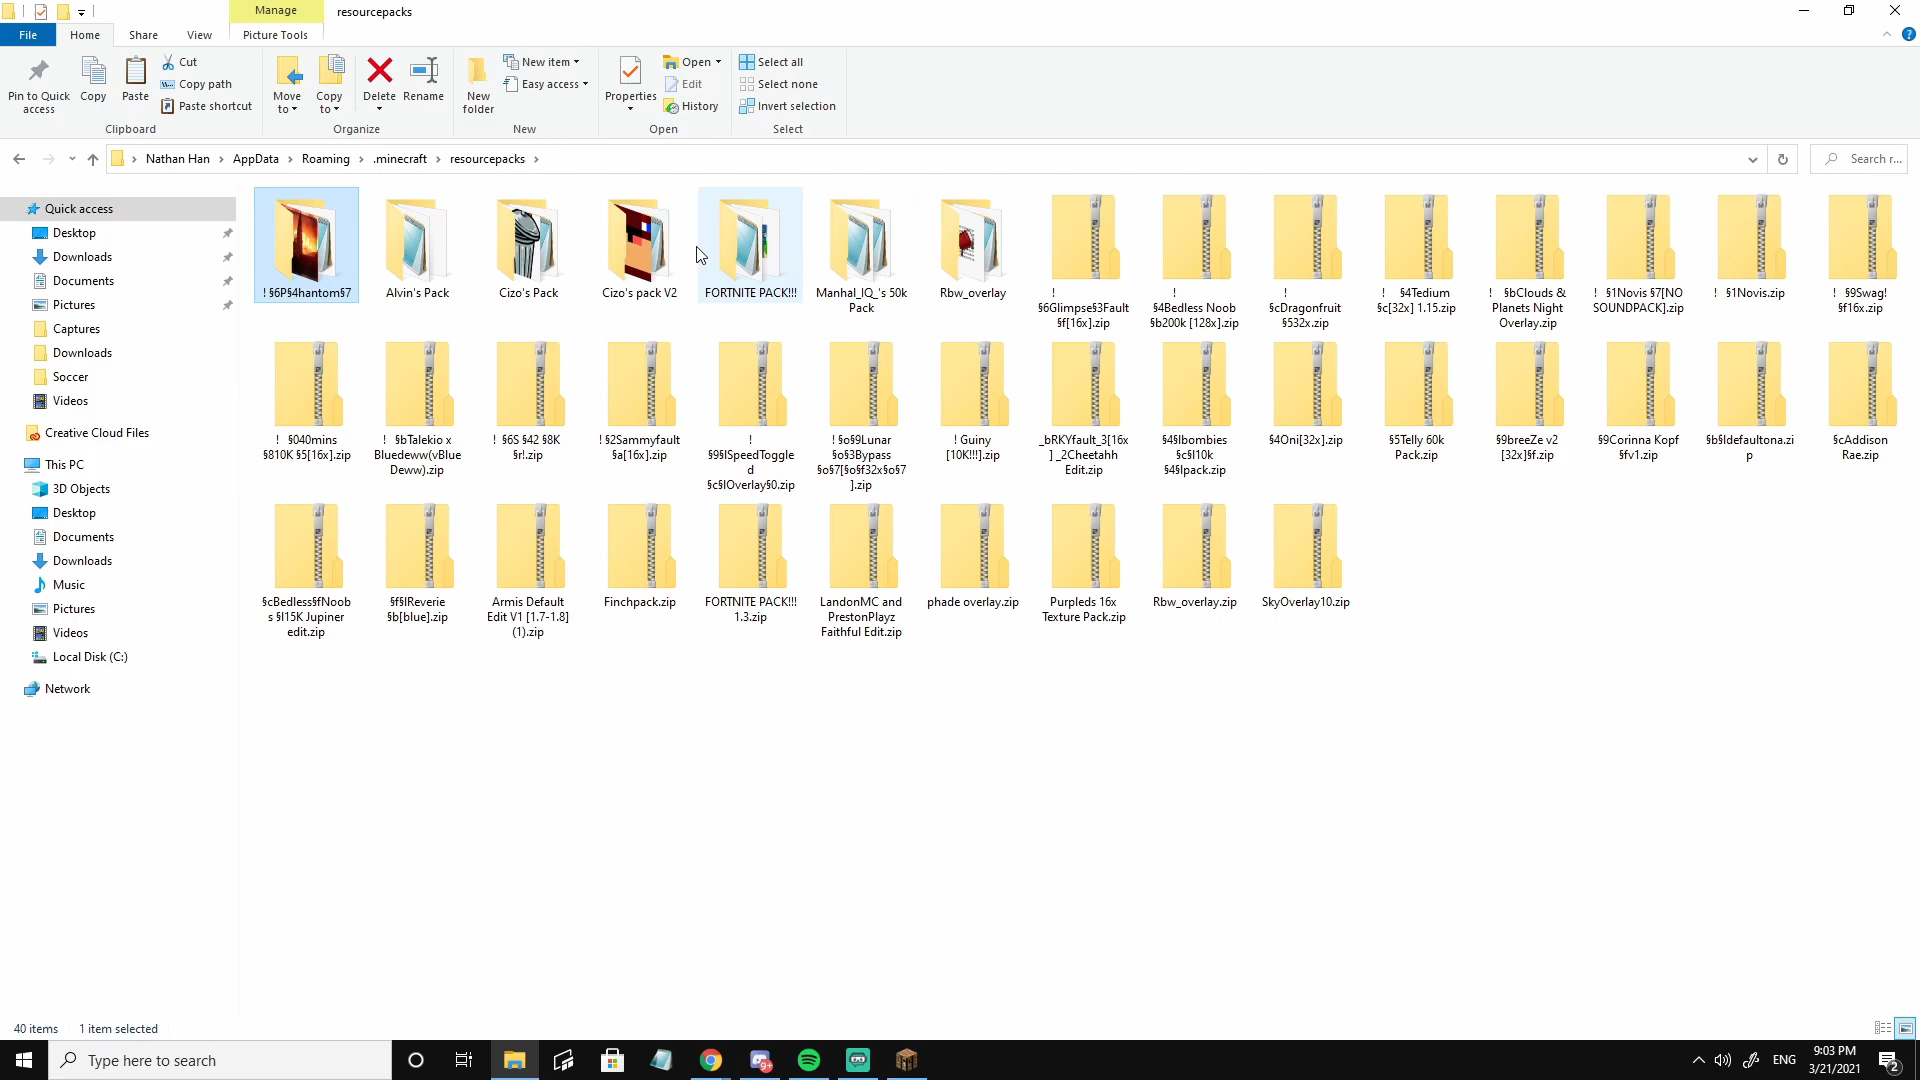 Manage
resourcepacks
File
Home
Share
View
Picture Tools
Pin to Quick
access
Copy
Paste
Cut
Copy path
Paste shortcut
Clipboard
Move
to
Copy
to
Delete
Rename
Organize
New
folder
New item
Easy access
New
Properties
Open
Edit
History
Open
Select all
Select none
Invert selection
Select
Nathan Han
AppData
Roaming
.minecraft
resourcepacks
Search r...
Quick access
Desktop
Downloads
Documents
Pictures
Captures
Downloads
Soccer
Videos
Creative Cloud Files
This PC
3D Objects
Desktop
Documents
Downloads
Music
Pictures
Videos
Local Disk (C:)
Network
! §6P§4hantom§7
Alvin's Pack
Cizo's Pack
Cizo's pack V2
FORTNITE PACK!!!
Manhal_IQ_'s 50k
Pack
Rbw_overlay
!
§6Glimpse§3Fault
§f[16x].zip
!
§4Bedless Noob
§b200k [128x].zip
!
§cDragonfruit
§532x.zip
! §4Tedium
§c[32x] 1.15.zip
! §bClouds &
Planets Night
Overlay.zip
! §1Novis §7[NO
SOUNDPACK].zip
! §1Novis.zip
! §9Swag!
§f16x.zip
! §040mins
§810K §5[16x].zip
! §bTalekio x
Bluedeww(vBlue
Deww).zip
! §6S §42 §8K
§r!.zip
! §2Sammyfault
§a[16x].zip
!
§9§lSpeedToggle
d
§c§lOverlay§0.zip
! §o§9Lunar
§o§3Bypass
§o§7[§o§f32x§o§7
].zip
! Guiny
[10K!!!].zip
_bRKYfault_3[16x
] _2Cheetahh
Edit.zip
§4§lbombies
§c§l10k
§4§lpack.zip
§4Oni[32x].zip
§5Telly 60k
Pack.zip
§9breeZe v2
[32x]§f.zip
§9Corinna Kopf
§fv1.zip
§b§ldefaultona.zi
p
§cAddison
Rae.zip
§cBedless§fNoob
s §l15K Jupiner
edit.zip
§f§lReverie
§b[blue].zip
Armis Default
Edit V1 [1.7-1.8]
(1).zip
Finchpack.zip
FORTNITE PACK!!!
1.3.zip
LandonMC and
PrestonPlayz
Faithful Edit.zip
phade overlay.zip
Purpleds 16x
Texture Pack.zip
Rbw_overlay.zip
SkyOverlay10.zip
40 items
1 item selected
Type here to search
9+
ENG
9:03 PM
3/21/2021
2